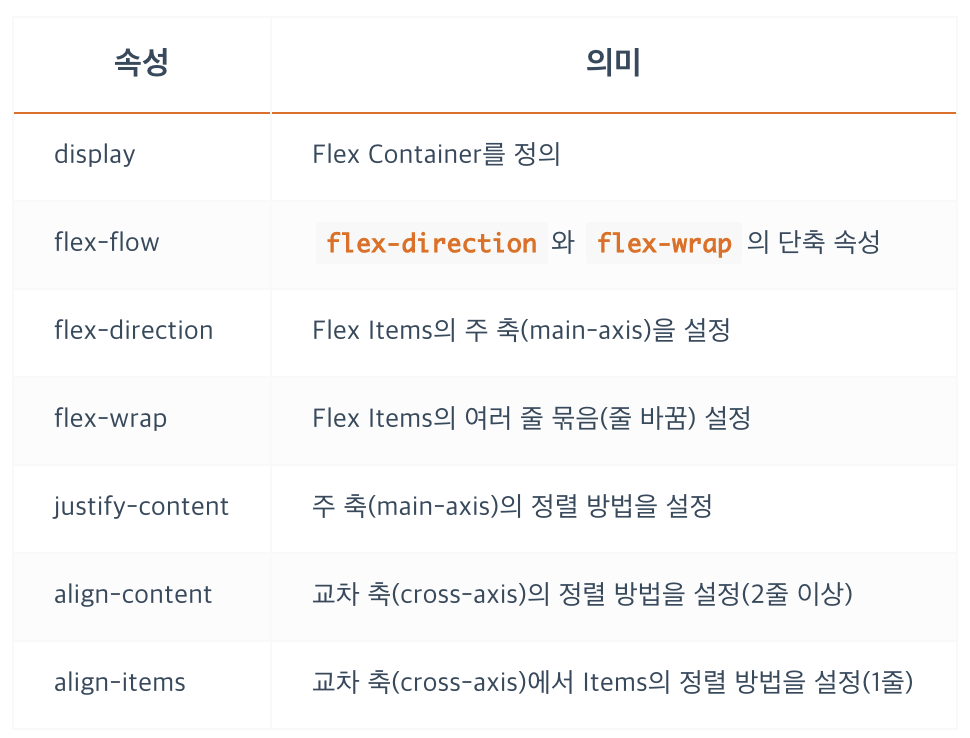 속성 의미
display Flex Container를 정의
flex-flow flex-direction 와 flex-wrap 의 단축 속성
flex-direction Flex Items의 주 축(main-axis)을 설정
flex-wrap Flex Items의 여러 줄 묶음(줄 바꿈) 설정
justify-content 주 축(main-axis)의 정렬 방법을 설정
align-content 교차 축(cross-axis)의 정렬 방법을 설정(2줄 이상)
align-items 교차 축(cross-axis)에서 Items의 정렬 방법을 설정(1줄)